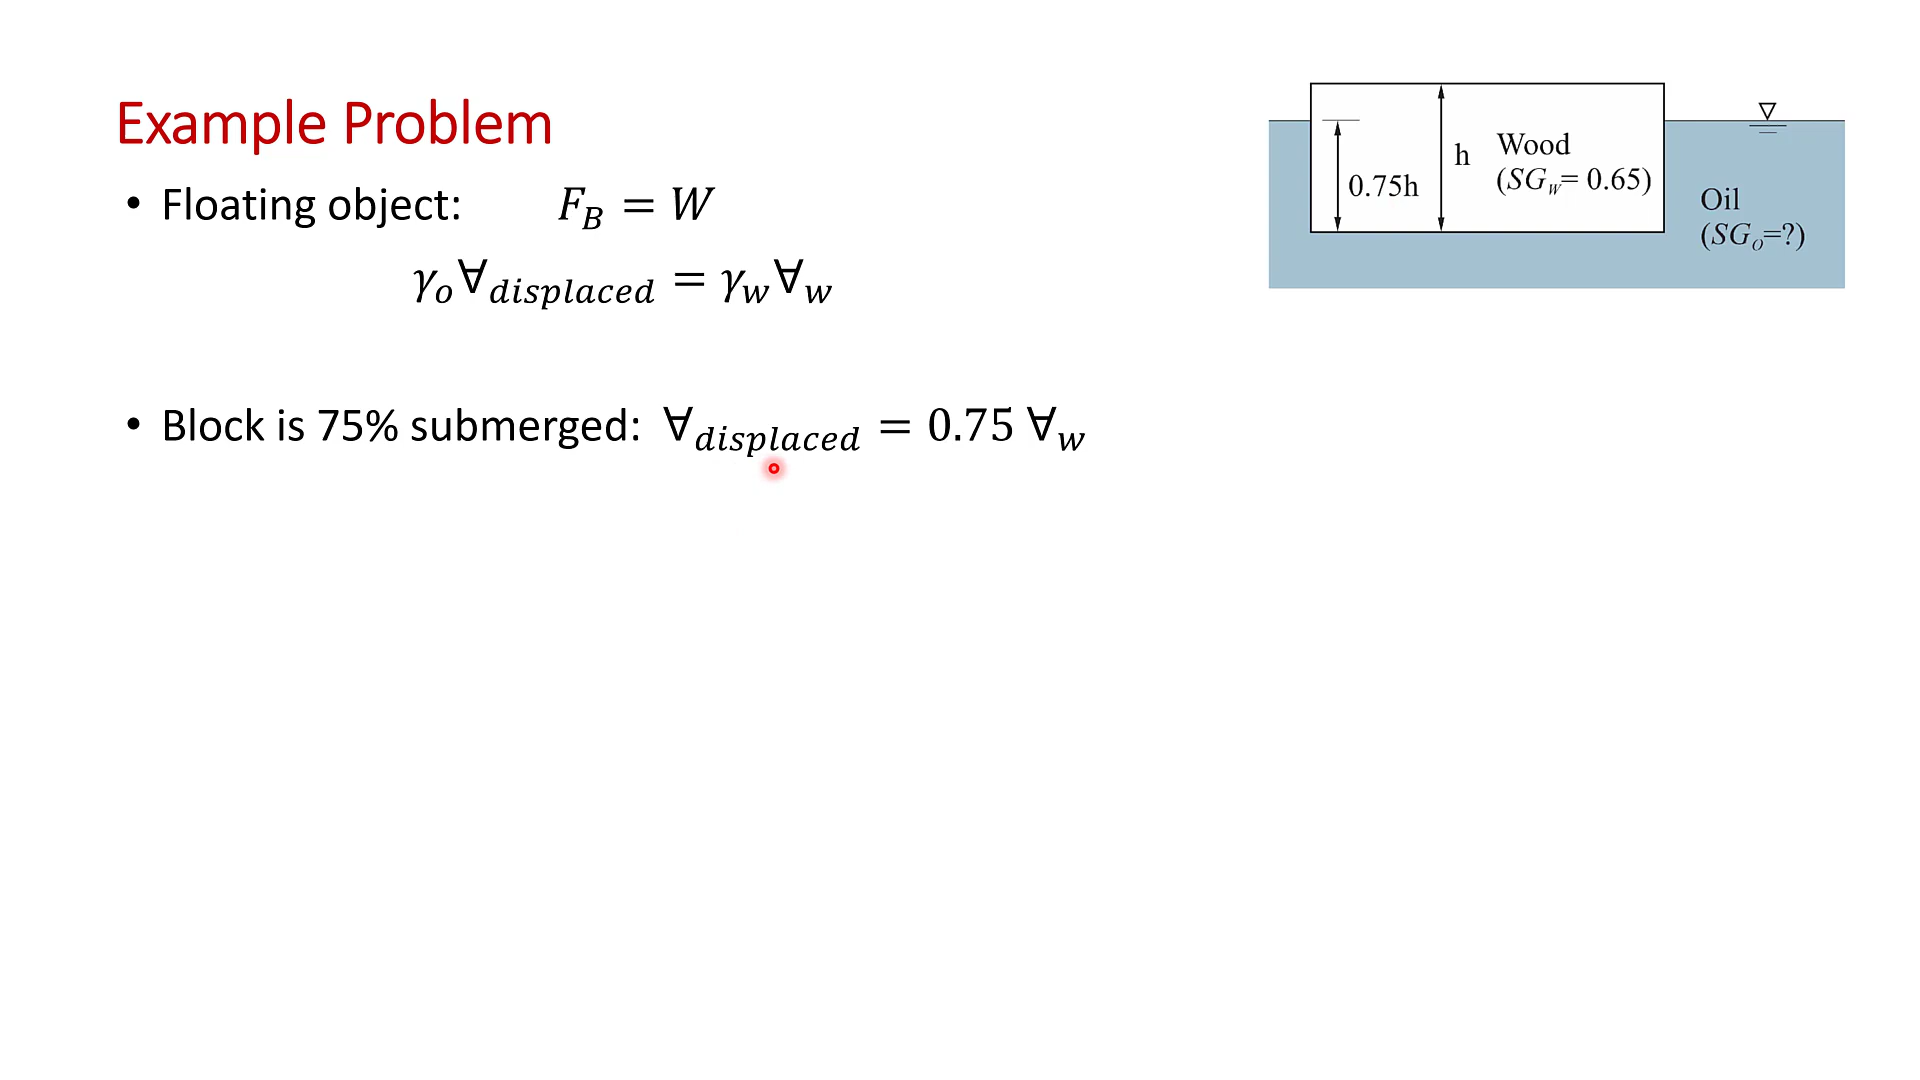 Example Problem
• Floating object: F_B = W
γ_o ∀_displaced = γ_w ∀_w
• Block is 75% submerged: ∀_displaced = 0.75 ∀_w
0.75h
h
Wood
(SG_w= 0.65)
Oil
(SG_o=?)